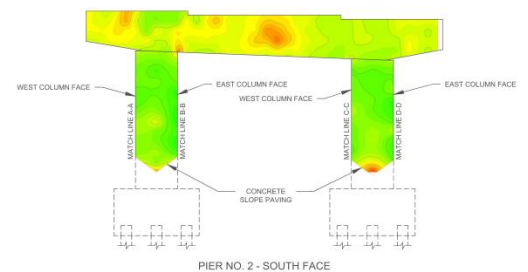 WEST COLUMN FACE
EAST COLUMN FACE
WEST COLUMN FACE
EAST COLUMN FACE
MATCH LINE A-A
MATCH LINE B-B
MATCH LINE C-C
MATCH LINE D-D
CONCRETE
SLOPE PAVING
PIER NO. 2 - SOUTH FACE